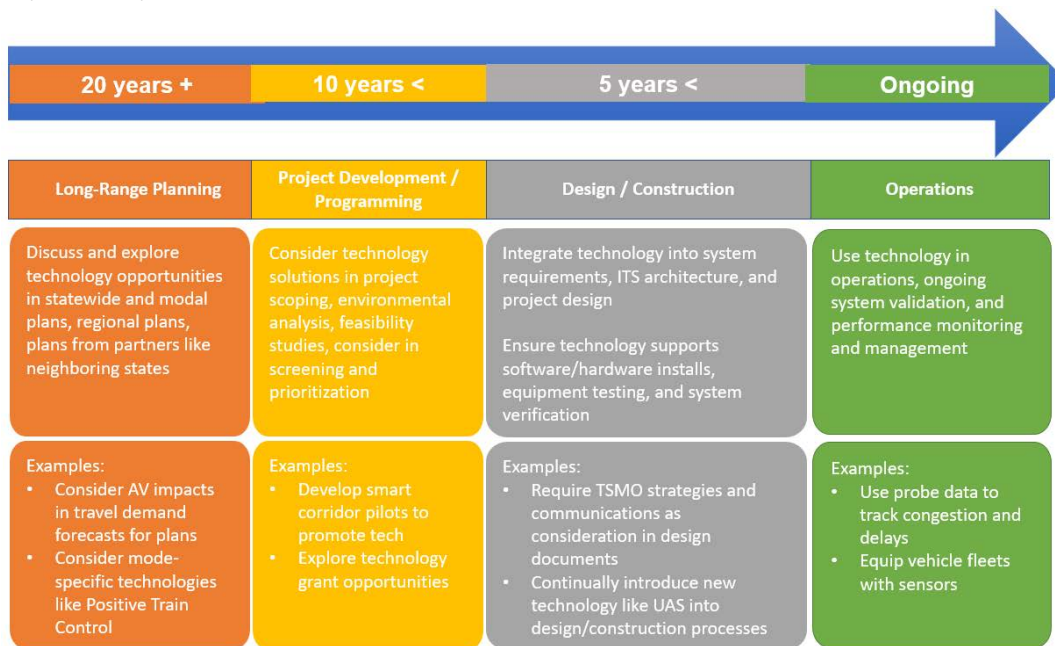 20 years +
10 years <
5 years <
Ongoing
Long-Range Planning
Project Development /
Programming
Design / Construction
Operations
Discuss and explore
technology opportunities
in statewide and modal
plans, regional plans,
plans from partners like
neighboring states
Consider technology
solutions in project
scoping, environmental
analysis, feasibility
studies, consider in
screening and
prioritization
Integrate technology into system
requirements, ITS architecture, and
project design
Ensure technology supports
software/hardware installs,
equipment testing, and system
verification
Use technology in
operations, ongoing
system validation, and
performance monitoring
and management
Examples:
• Consider AV impacts
in travel demand
forecasts for plans
• Consider mode-
specific technologies
like Positive Train
Control
Examples:
• Develop smart
corridor pilots to
promote tech
• Explore technology
grant opportunities
Examples:
• Require TSMO strategies and
communications as
consideration in design
documents
• Continually introduce new
technology like UAS into
design/construction processes
Examples:
• Use probe data to
track congestion and
delays
• Equip vehicle fleets
with sensors